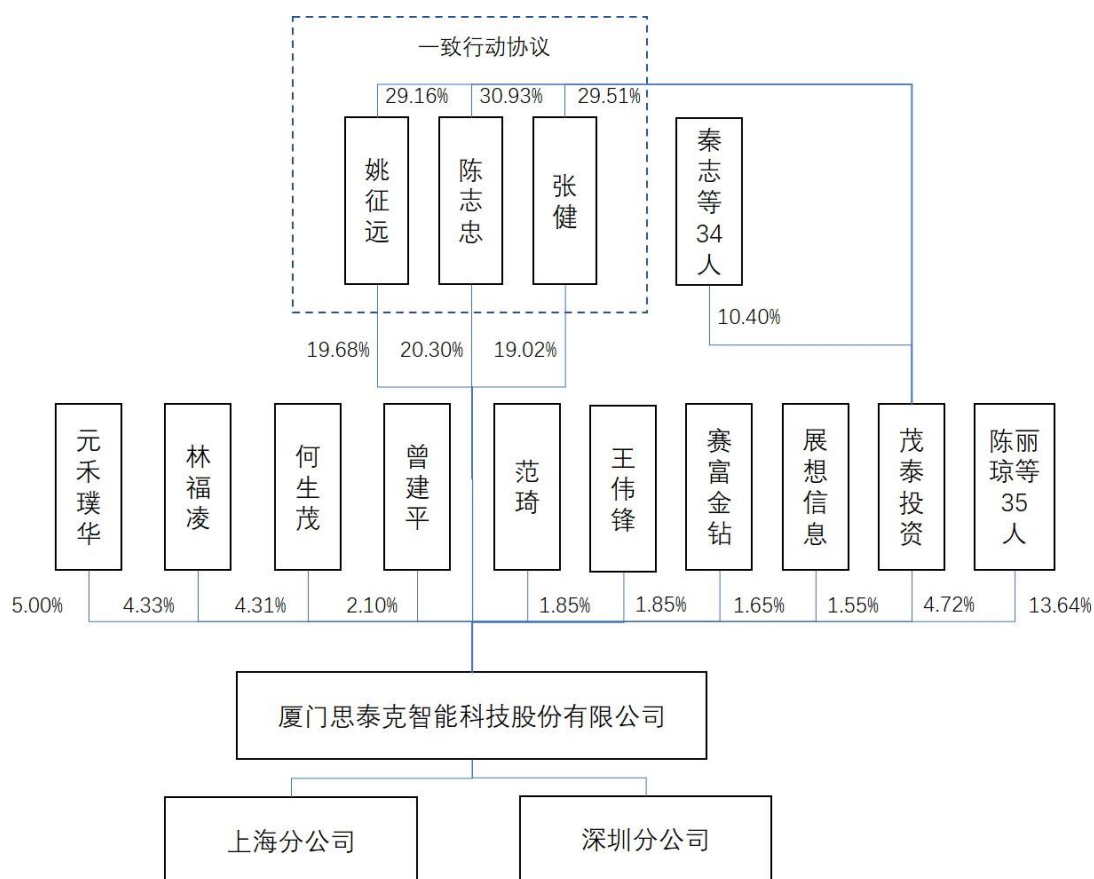 一致行动协议
29.16%
30.93%
29.51%
姚征远
陈志忠
张健
秦志等34人
10.40%
19.68%
20.30%
19.02%
元禾璞华
林福凌
何生茂
曾建平
范琦
王伟锋
赛富金钻
展想信息
茂泰投资
陈丽琼等35人
5.00%
4.33%
4.31%
2.10%
1.85%
1.85%
1.65%
1.55%
4.72%
13.64%
厦门思泰克智能科技股份有限公司
上海分公司
深圳分公司